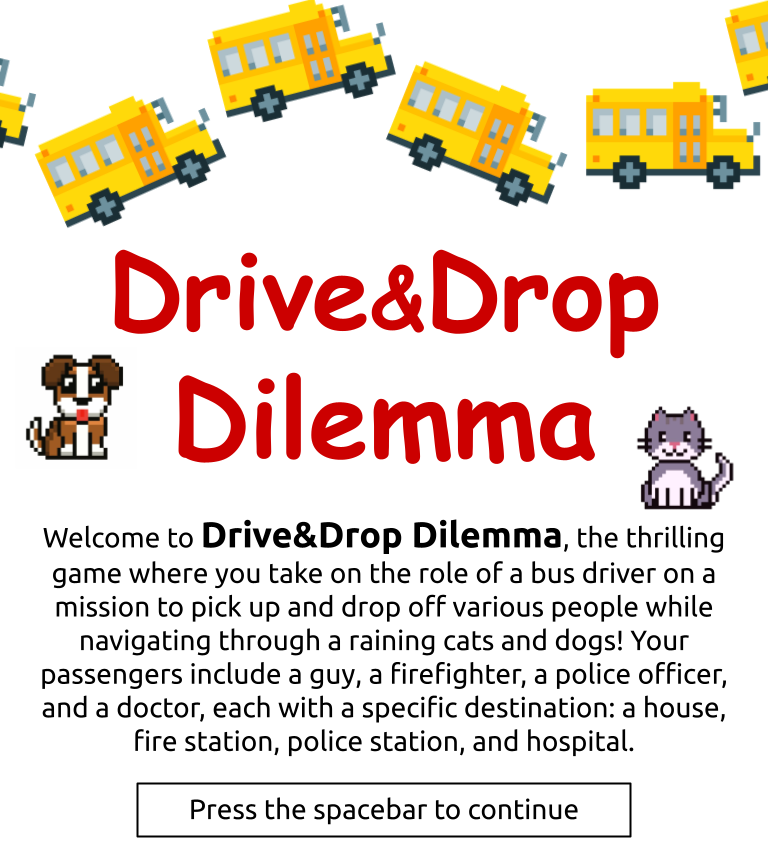 Drive&Drop
Dilemma
Welcome to Drive&Drop Dilemma, the thrilling
game where you take on the role of a bus driver on a
mission to pick up and drop off various people while
navigating through a raining cats and dogs! Your
passengers include a guy, a firefighter, a police officer,
and a doctor, each with a specific destination: a house,
fire station, police station, and hospital.
Press the spacebar to continue